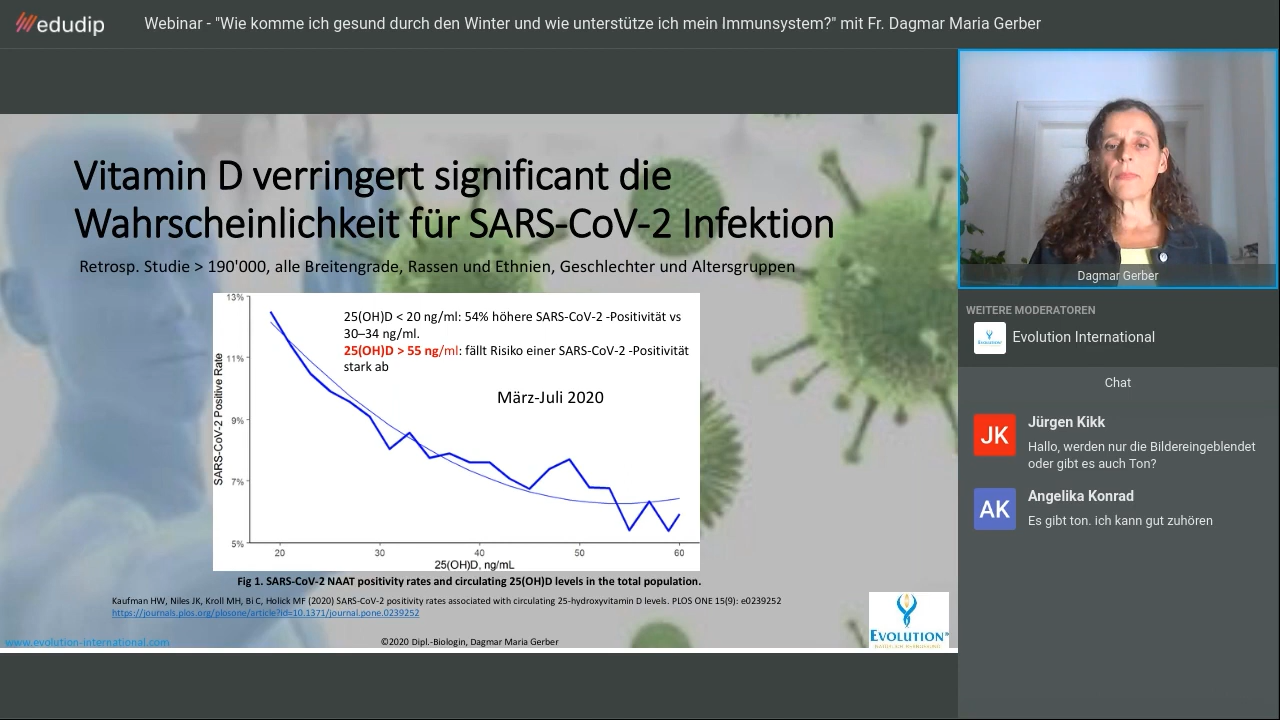 edudip
Webinar - "Wie komme ich gesund durch den Winter und wie unterstütze ich mein Immunsystem?" mit Fr. Dagmar Maria Gerber
Vitamin D verringert significant die
Wahrscheinlichkeit für SARS-CoV-2 Infektion
Retrosp. Studie > 190'000, alle Breitengrade, Rassen und Ethnien, Geschlechter und Altersgruppen
13%
11%
9%
7%
5%
SARS-CoV-2 Positive Rate
25(OH)D < 20 ng/ml: 54% höhere SARS-CoV-2 -Positivität vs
30–34 ng/ml.
25(OH)D > 55 ng/ml: fällt Risiko einer SARS-CoV-2 -Positivität
stark ab
März-Juli 2020
20 30 40 50 60
25(OH)D, ng/mL
Fig 1. SARS-CoV-2 NAAT positivity rates and circulating 25(OH)D levels in the total population.
Kaufman HW, Niles JK, Kroll MH, Bi C, Holick MF (2020) SARS-CoV-2 positivity rates associated with circulating 25-hydroxyvitamin D levels. PLOS ONE 15(9): e0239252
https://journals.plos.org/plosone/article?id=10.1371/journal.pone.0239252
www.evolution-international.com
©2020 Dipl.-Biologin, Dagmar Maria Gerber
EVOLUTION®
Dagmar Gerber
WEITERE MODERATOREN
Evolution International
Chat
JK
Jürgen Kikk
Hallo, werden nur die Bildereingeblendet
oder gibt es auch Ton?
AK
Angelika Konrad
Es gibt ton. ich kann gut zuhören